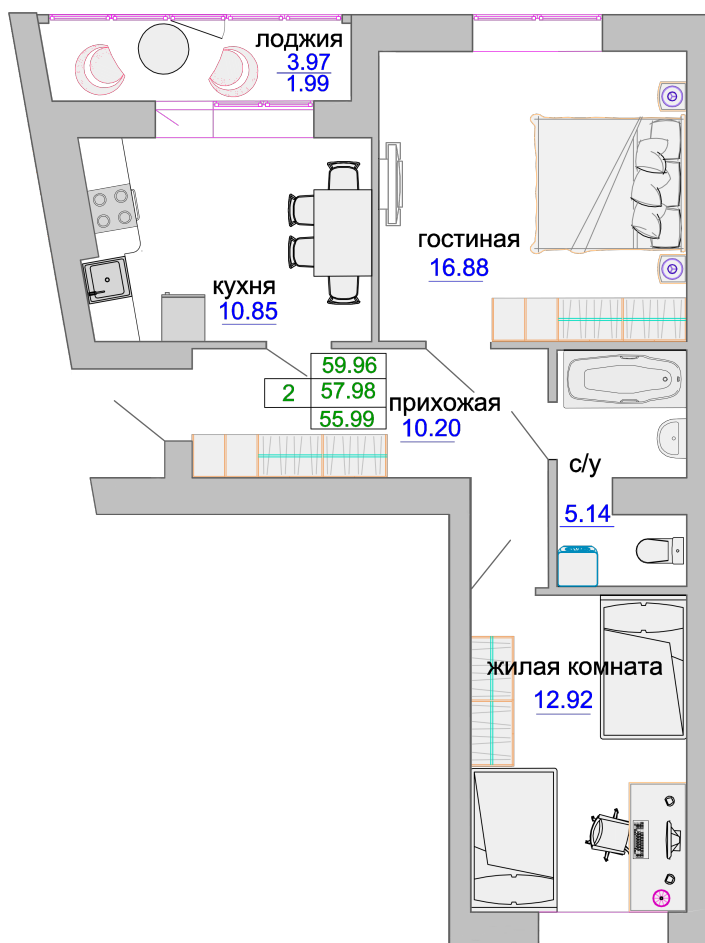 лоджия
3.97
1.99
гостиная
16.88
кухня
10.85
59.96
2 57.98
55.99
прихожая
10.20
с/у
5.14
жилая комната
12.92